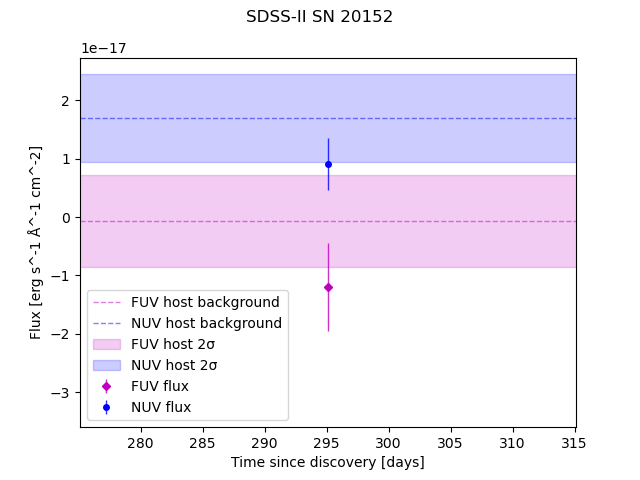 SDSS-II SN 20152
1e−17
2
1
0
−1
−2
−3
Flux [erg s^-1 Å^-1 cm^-2]
FUV host background
NUV host background
FUV host 2σ
NUV host 2σ
FUV flux
NUV flux
280 285 290 295 300 305 310 315
Time since discovery [days]